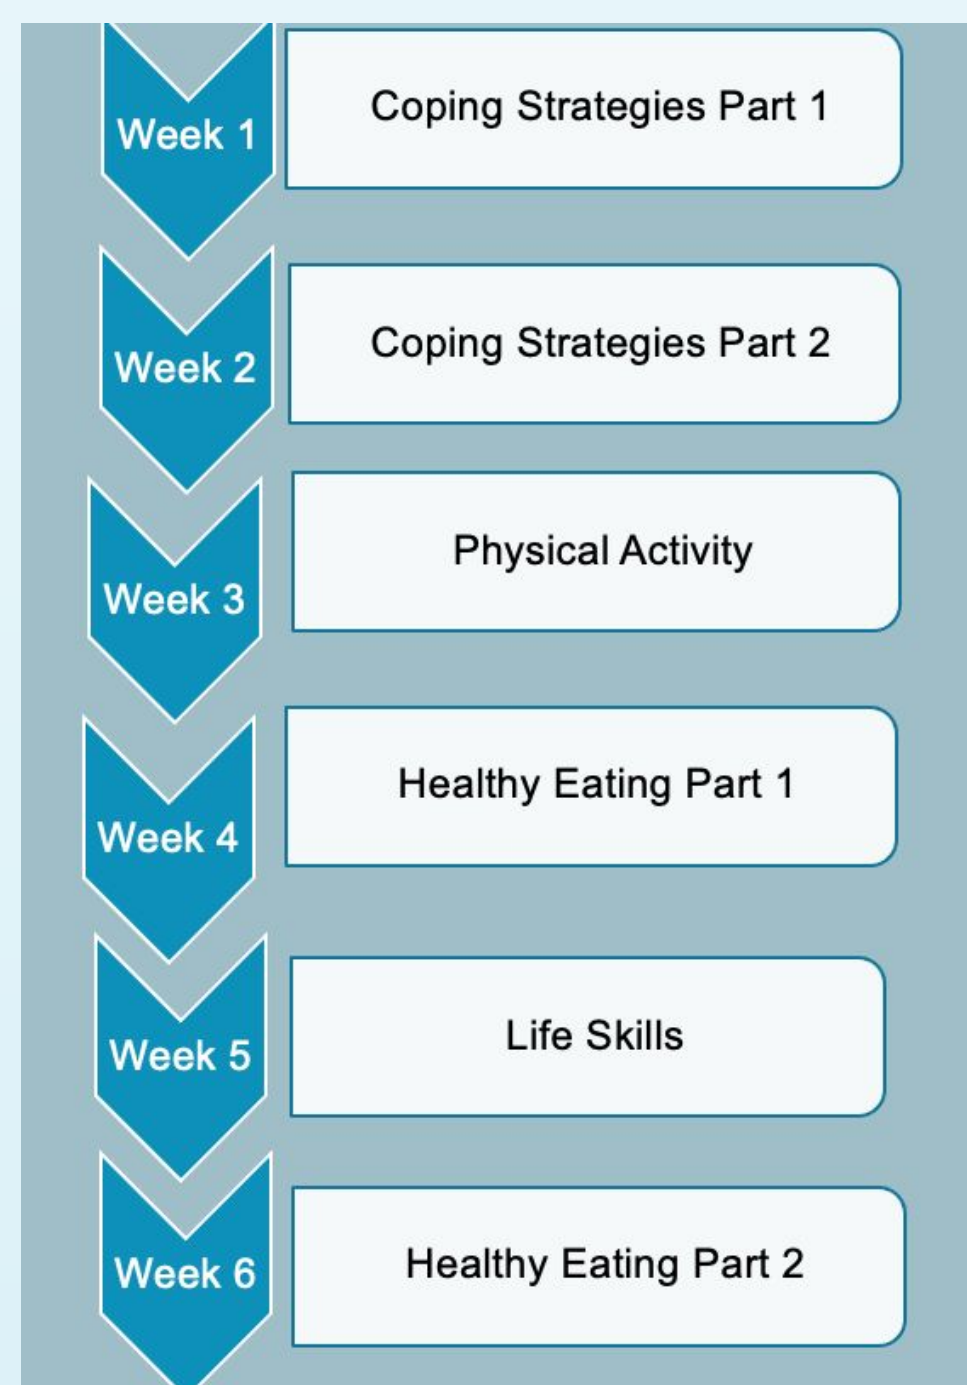 Week 1
Coping Strategies Part 1
Week 2
Coping Strategies Part 2
Week 3
Physical Activity
Week 4
Healthy Eating Part 1
Week 5
Life Skills
Week 6
Healthy Eating Part 2